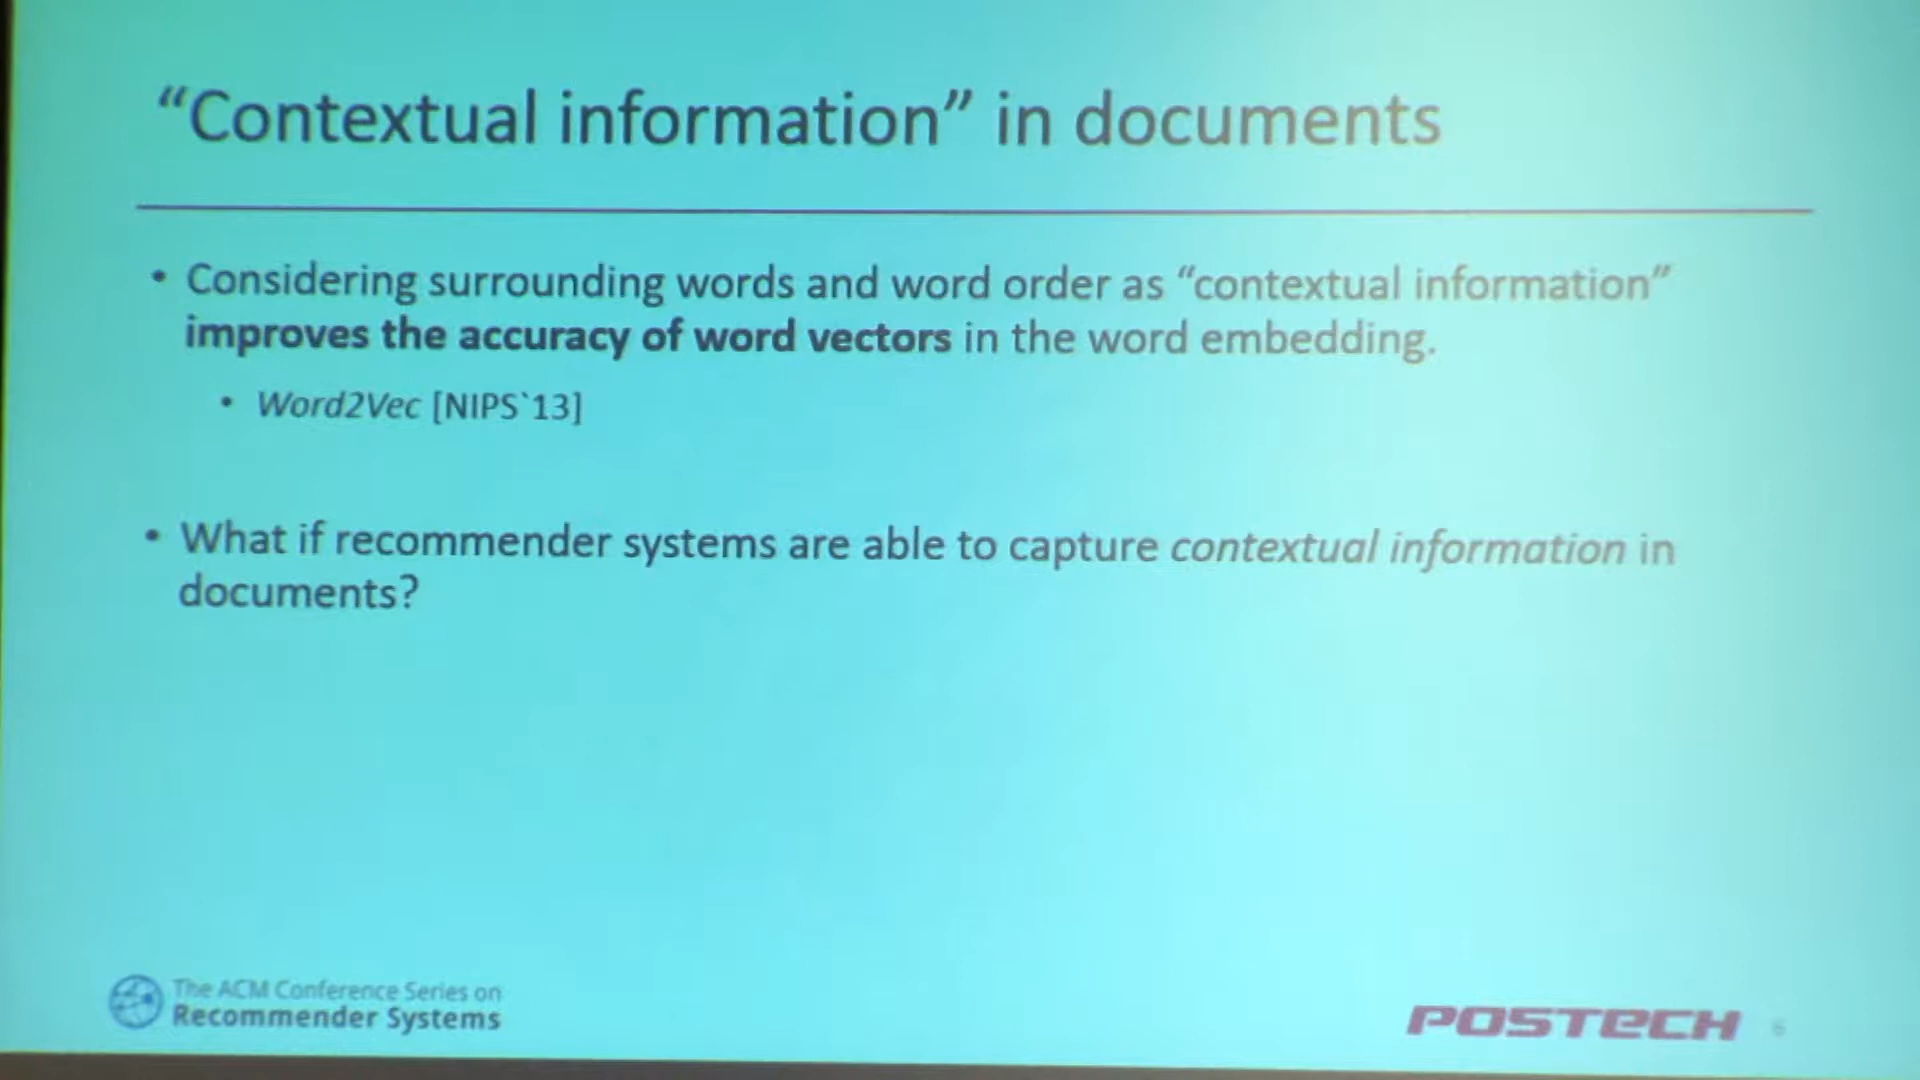 “Contextual information” in documents
• Considering surrounding words and word order as “contextual information”
improves the accuracy of word vectors in the word embedding.
• Word2Vec [NIPS`13]
• What if recommender systems are able to capture contextual information in
documents?
The ACM Conference Series on
Recommender Systems
POSTECH
6